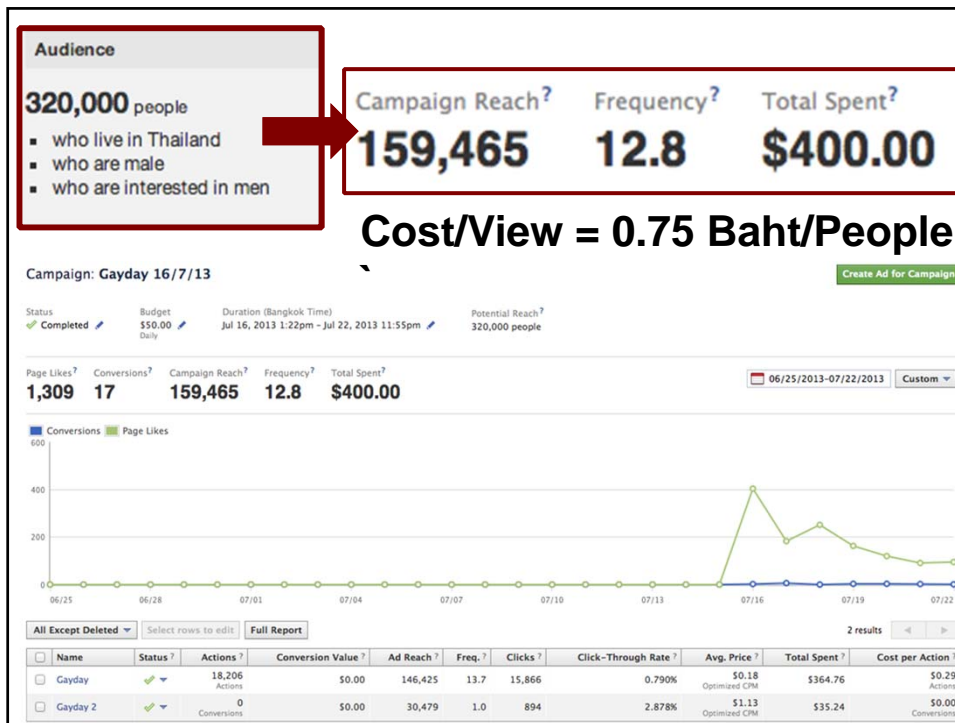 Audience
320,000 people
▪ who live in Thailand
▪ who are male
▪ who are interested in men
Campaign Reach? Frequency? Total Spent?
159,465 12.8 $400.00
Cost/View = 0.75 Baht/People
`
Campaign: Gayday 16/7/13 Create Ad for Campaign
Status Budget Duration (Bangkok Time) Potential Reach?
Completed $50.00 Jul 16, 2013 1:22pm – Jul 22, 2013 11:55pm 320,000 people
Daily
Page Likes? Conversions? Campaign Reach? Frequency? Total Spent?
1,309 17 159,465 12.8 $400.00 06/25/2013-07/22/2013 Custom
Conversions Page Likes
600
400
200
0
06/25 06/28 07/01 07/04 07/07 07/10 07/13 07/16 07/19 07/22
All Except Deleted Select rows to edit Full Report 2 results
Name Status? Actions? Conversion Value? Ad Reach? Freq.? Clicks? Click-Through Rate? Avg. Price? Total Spent? Cost per Action?
Gayday 18,206 $0.00 146,425 13.7 15,866 0.790% $0.18 $364.76 $0.29
Actions Optimized CPM Actions
Gayday 2 0 $0.00 30,479 1.0 894 2.878% $1.13 $35.24 $0.00
Conversions Optimized CPM Conversions